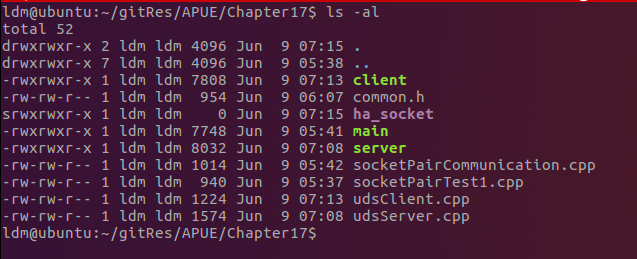 ldm@ubuntu:~/gitRes/APUE/Chapter17$ ls -al
total 52
drwxrwxr-x 2 ldm ldm 4096 Jun  9 07:15 .
drwxrwxr-x 7 ldm ldm 4096 Jun  9 05:38 ..
-rwxrwxr-x 1 ldm ldm 7808 Jun  9 07:13 client
-rw-rw-r-- 1 ldm ldm  954 Jun  9 06:07 common.h
srwxrwxr-x 1 ldm ldm    0 Jun  9 07:15 ha_socket
-rwxrwxr-x 1 ldm ldm 7748 Jun  9 05:41 main
-rwxrwxr-x 1 ldm ldm 8032 Jun  9 07:08 server
-rw-rw-r-- 1 ldm ldm 1014 Jun  9 05:42 socketPairCommunication.cpp
-rw-rw-r-- 1 ldm ldm  940 Jun  9 05:37 socketPairTest1.cpp
-rw-rw-r-- 1 ldm ldm 1224 Jun  9 07:13 udsClient.cpp
-rw-rw-r-- 1 ldm ldm 1574 Jun  9 07:08 udsServer.cpp
ldm@ubuntu:~/gitRes/APUE/Chapter17$